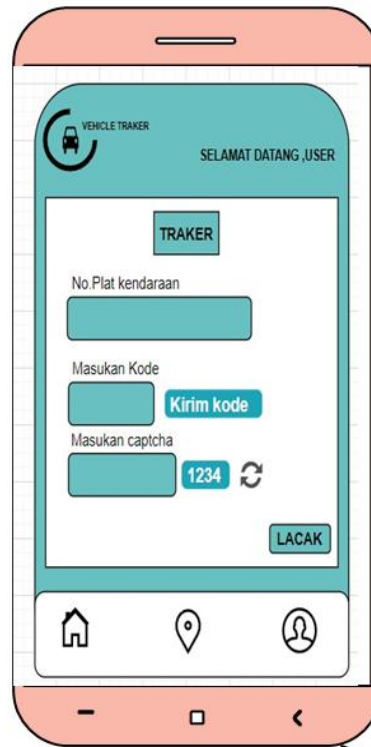 VEHICLE TRAKER
SELAMAT DATANG ,USER
TRAKER
No.Plat kendaraan
Masukan Kode
Kirim kode
Masukan captcha
1234
LACAK